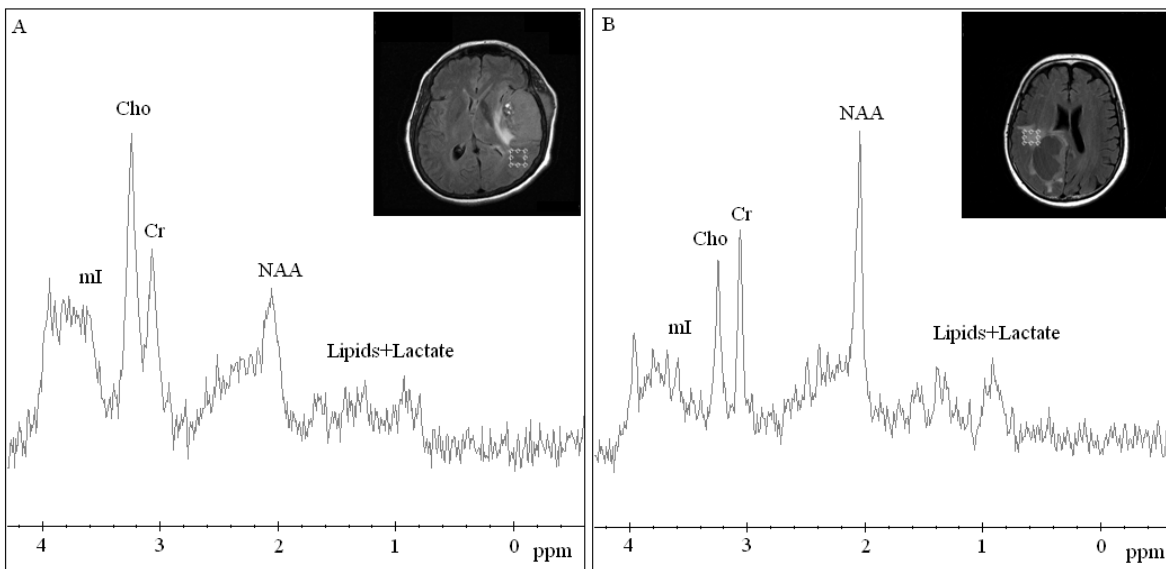 A
Cho
Cr
mI
NAA
Lipids+Lactate
4 3 2 1 0 ppm
B
NAA
Cr
Cho
mI
Lipids+Lactate
4 3 2 1 0 ppm